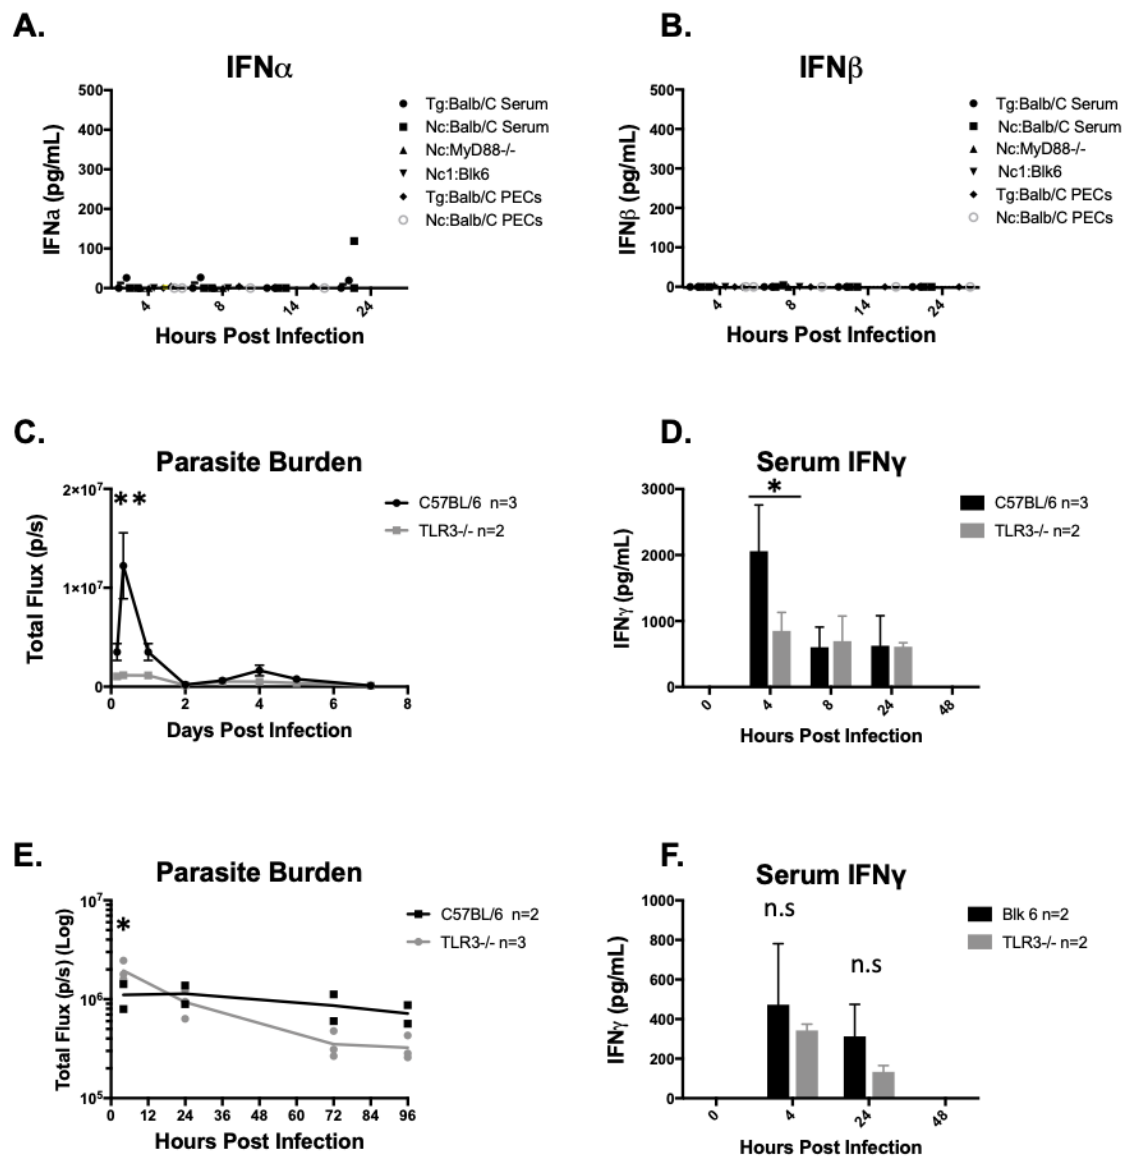 A.
IFNα
IFNa (pg/mL)
500
400
300
200
100
0
4
8
14
24
Hours Post Infection
Tg:Balb/C Serum
Nc:Balb/C Serum
Nc:MyD88-/-
Nc1:Blk6
Tg:Balb/C PECs
Nc:Balb/C PECs
B.
IFNβ
IFNβ (pg/mL)
500
400
300
200
100
0
4
8
14
24
Hours Post Infection
Tg:Balb/C Serum
Nc:Balb/C Serum
Nc:MyD88-/-
Nc1:Blk6
Tg:Balb/C PECs
Nc:Balb/C PECs
C.
Parasite Burden
Total Flux (p/s)
2×10⁷
1×10⁷
0
**
0 2 4 6 8
Days Post Infection
C57BL/6 n=3
TLR3-/- n=2
D.
Serum IFNγ
IFNγ (pg/mL)
3000
2000
1000
0
*
0
4
8
24
48
Hours Post Infection
C57BL/6 n=3
TLR3-/- n=2
E.
Parasite Burden
Total Flux (p/s) (Log)
10⁷
10⁶
10⁵
*
0 12 24 36 48 60 72 84 96
Hours Post Infection
C57BL/6 n=2
TLR3-/- n=3
F.
Serum IFNγ
IFNγ (pg/mL)
1000
800
600
400
200
0
n.s
n.s
0
4
24
48
Hours Post Infection
Blk 6 n=2
TLR3-/- n=2